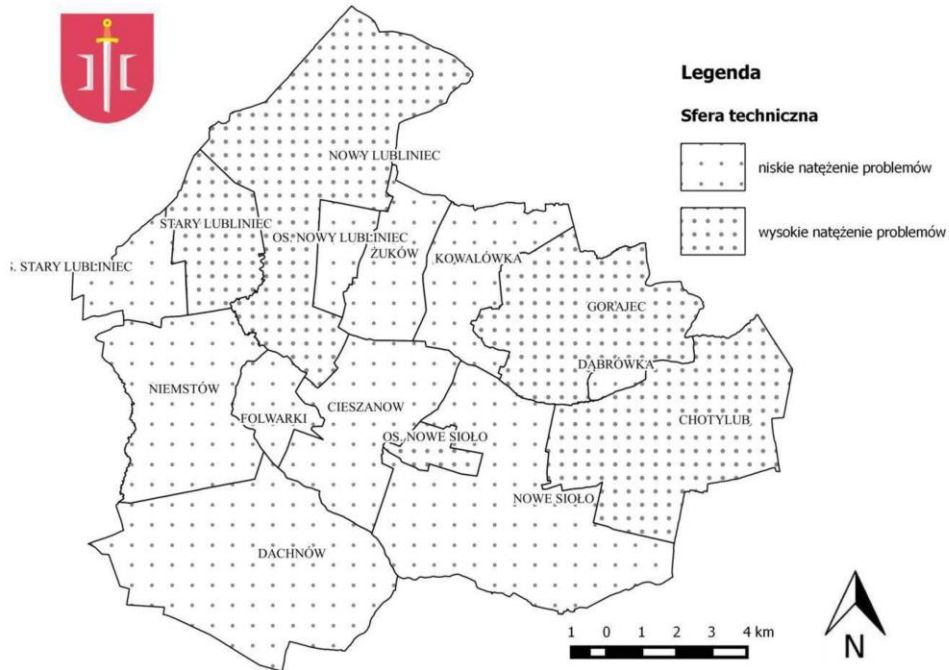 Legenda
Sfera techniczna
niskie natężenie problemów
wysokie natężenie problemów
NOWY LUBLINIEC
STARY LUBLINIEC
OS. NOWY LUBLINIEC
ŻUKÓW
KOWALÓWKA
STARY LUBLINIEC
GORAJEC
DĄBRÓWKA
NIEMSTÓW
FOLWARKI
CIESZANOW
CHOTYLUB
OS. NOWE SIOŁO
NOWE SIOŁO
DACHNÓW
1 0 1 2 3 4 km
N